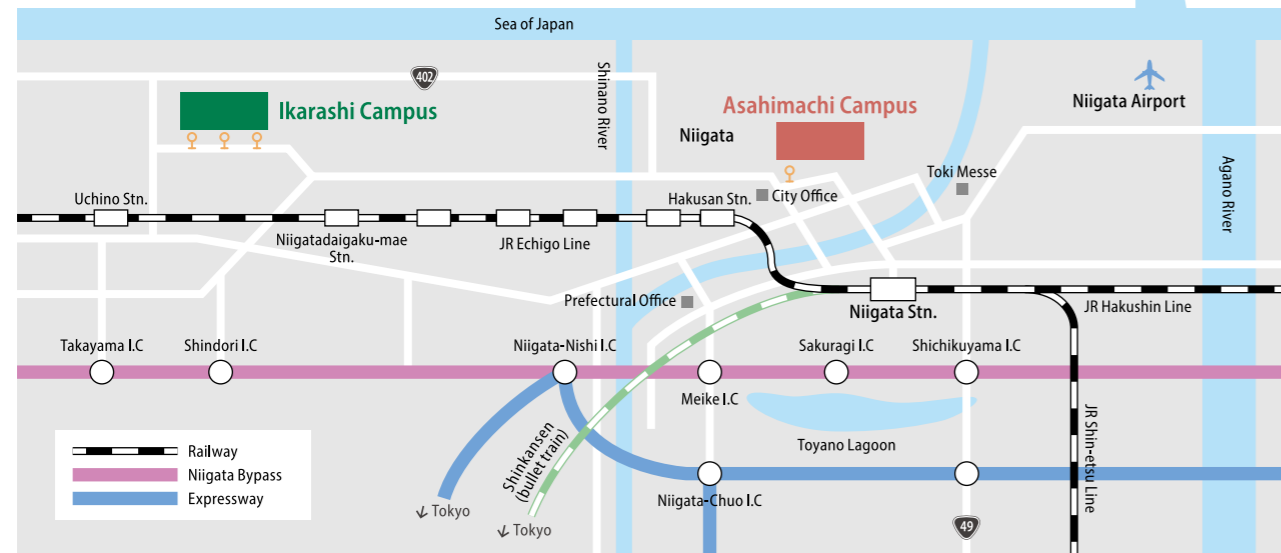 Sea of Japan
402
Shinano River
Ikarashi Campus
Asahimachi Campus
Niigata
Niigata Airport
Agano River
Toki Messe
City Office
Uchino Stn.
Hakusan Stn.
Niigatadaigaku-mae
Stn.
JR Echigo Line
Prefectural Office
Niigata Stn.
JR Hakushin Line
Takayama I.C
Shindori I.C
Niigata-Nishi I.C
Sakuragi I.C
Shichikuyama I.C
Meike I.C
Toyano Lagoon
JR Shin-etsu Line
Shinkansen
(bullet train)
Railway
Niigata Bypass
Expressway
Niigata-Chuo I.C
Tokyo
Tokyo
49